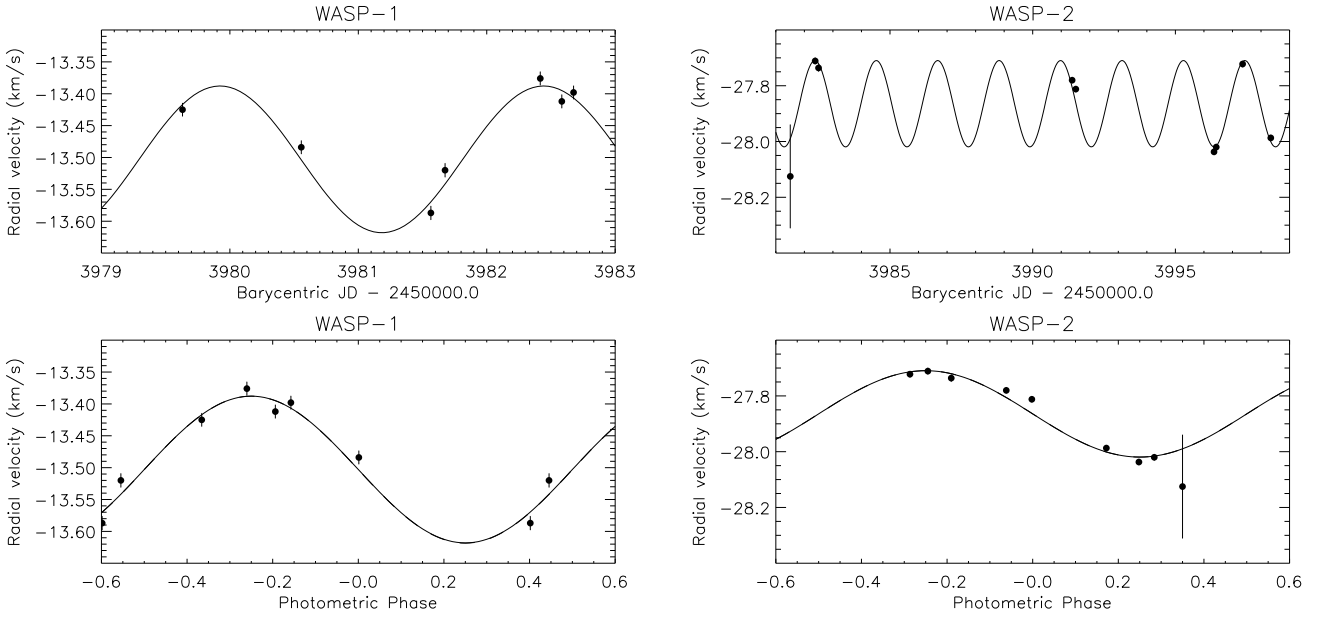 WASP-1
Radial velocity (km/s)
-13.35
-13.40
-13.45
-13.50
-13.55
-13.60
3979 3980 3981 3982 3983
Barycentric JD - 2450000.0
WASP-2
Radial velocity (km/s)
-27.8
-28.0
-28.2
3985 3990 3995
Barycentric JD - 2450000.0
WASP-1
Radial velocity (km/s)
-13.35
-13.40
-13.45
-13.50
-13.55
-13.60
-0.6 -0.4 -0.2 -0.0 0.2 0.4 0.6
Photometric Phase
WASP-2
Radial velocity (km/s)
-27.8
-28.0
-28.2
-0.6 -0.4 -0.2 0.0 0.2 0.4 0.6
Photometric Phase